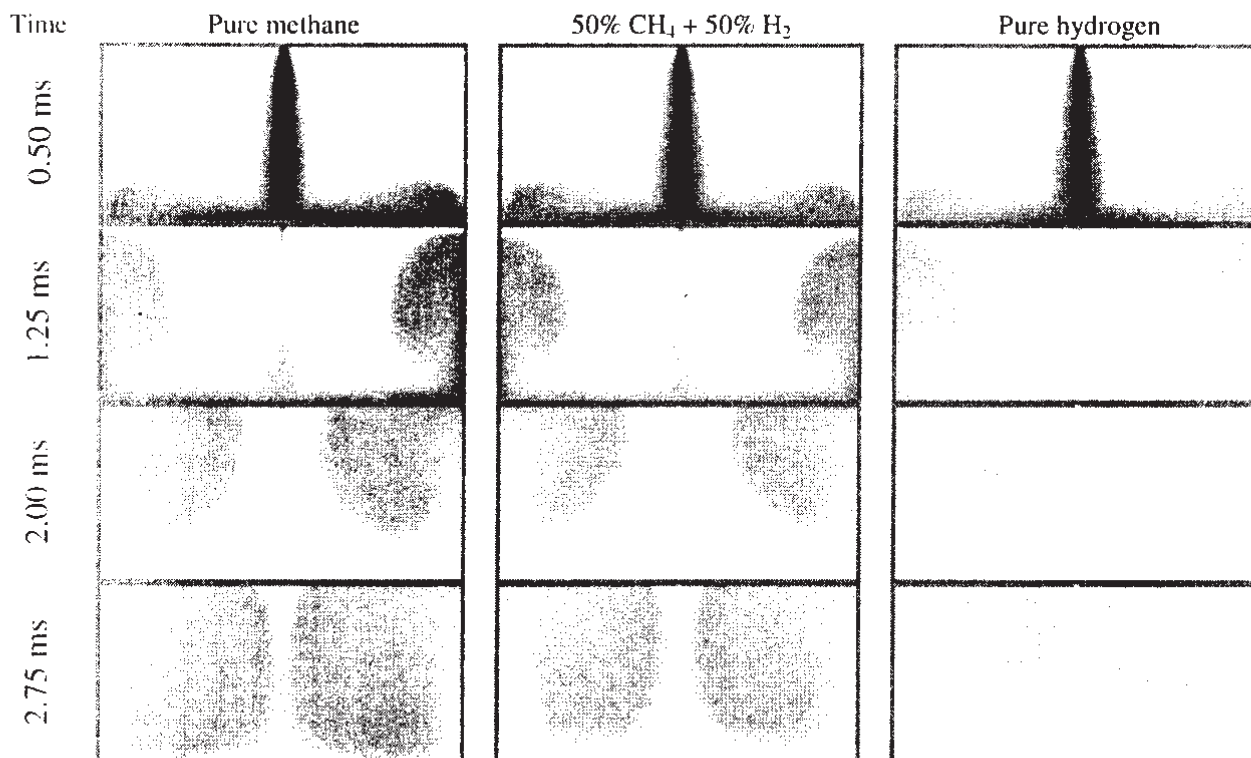 Time Pure methane 50% CH₄ + 50% H₂ Pure hydrogen
0.50 ms
1.25 ms
2.00 ms
2.75 ms